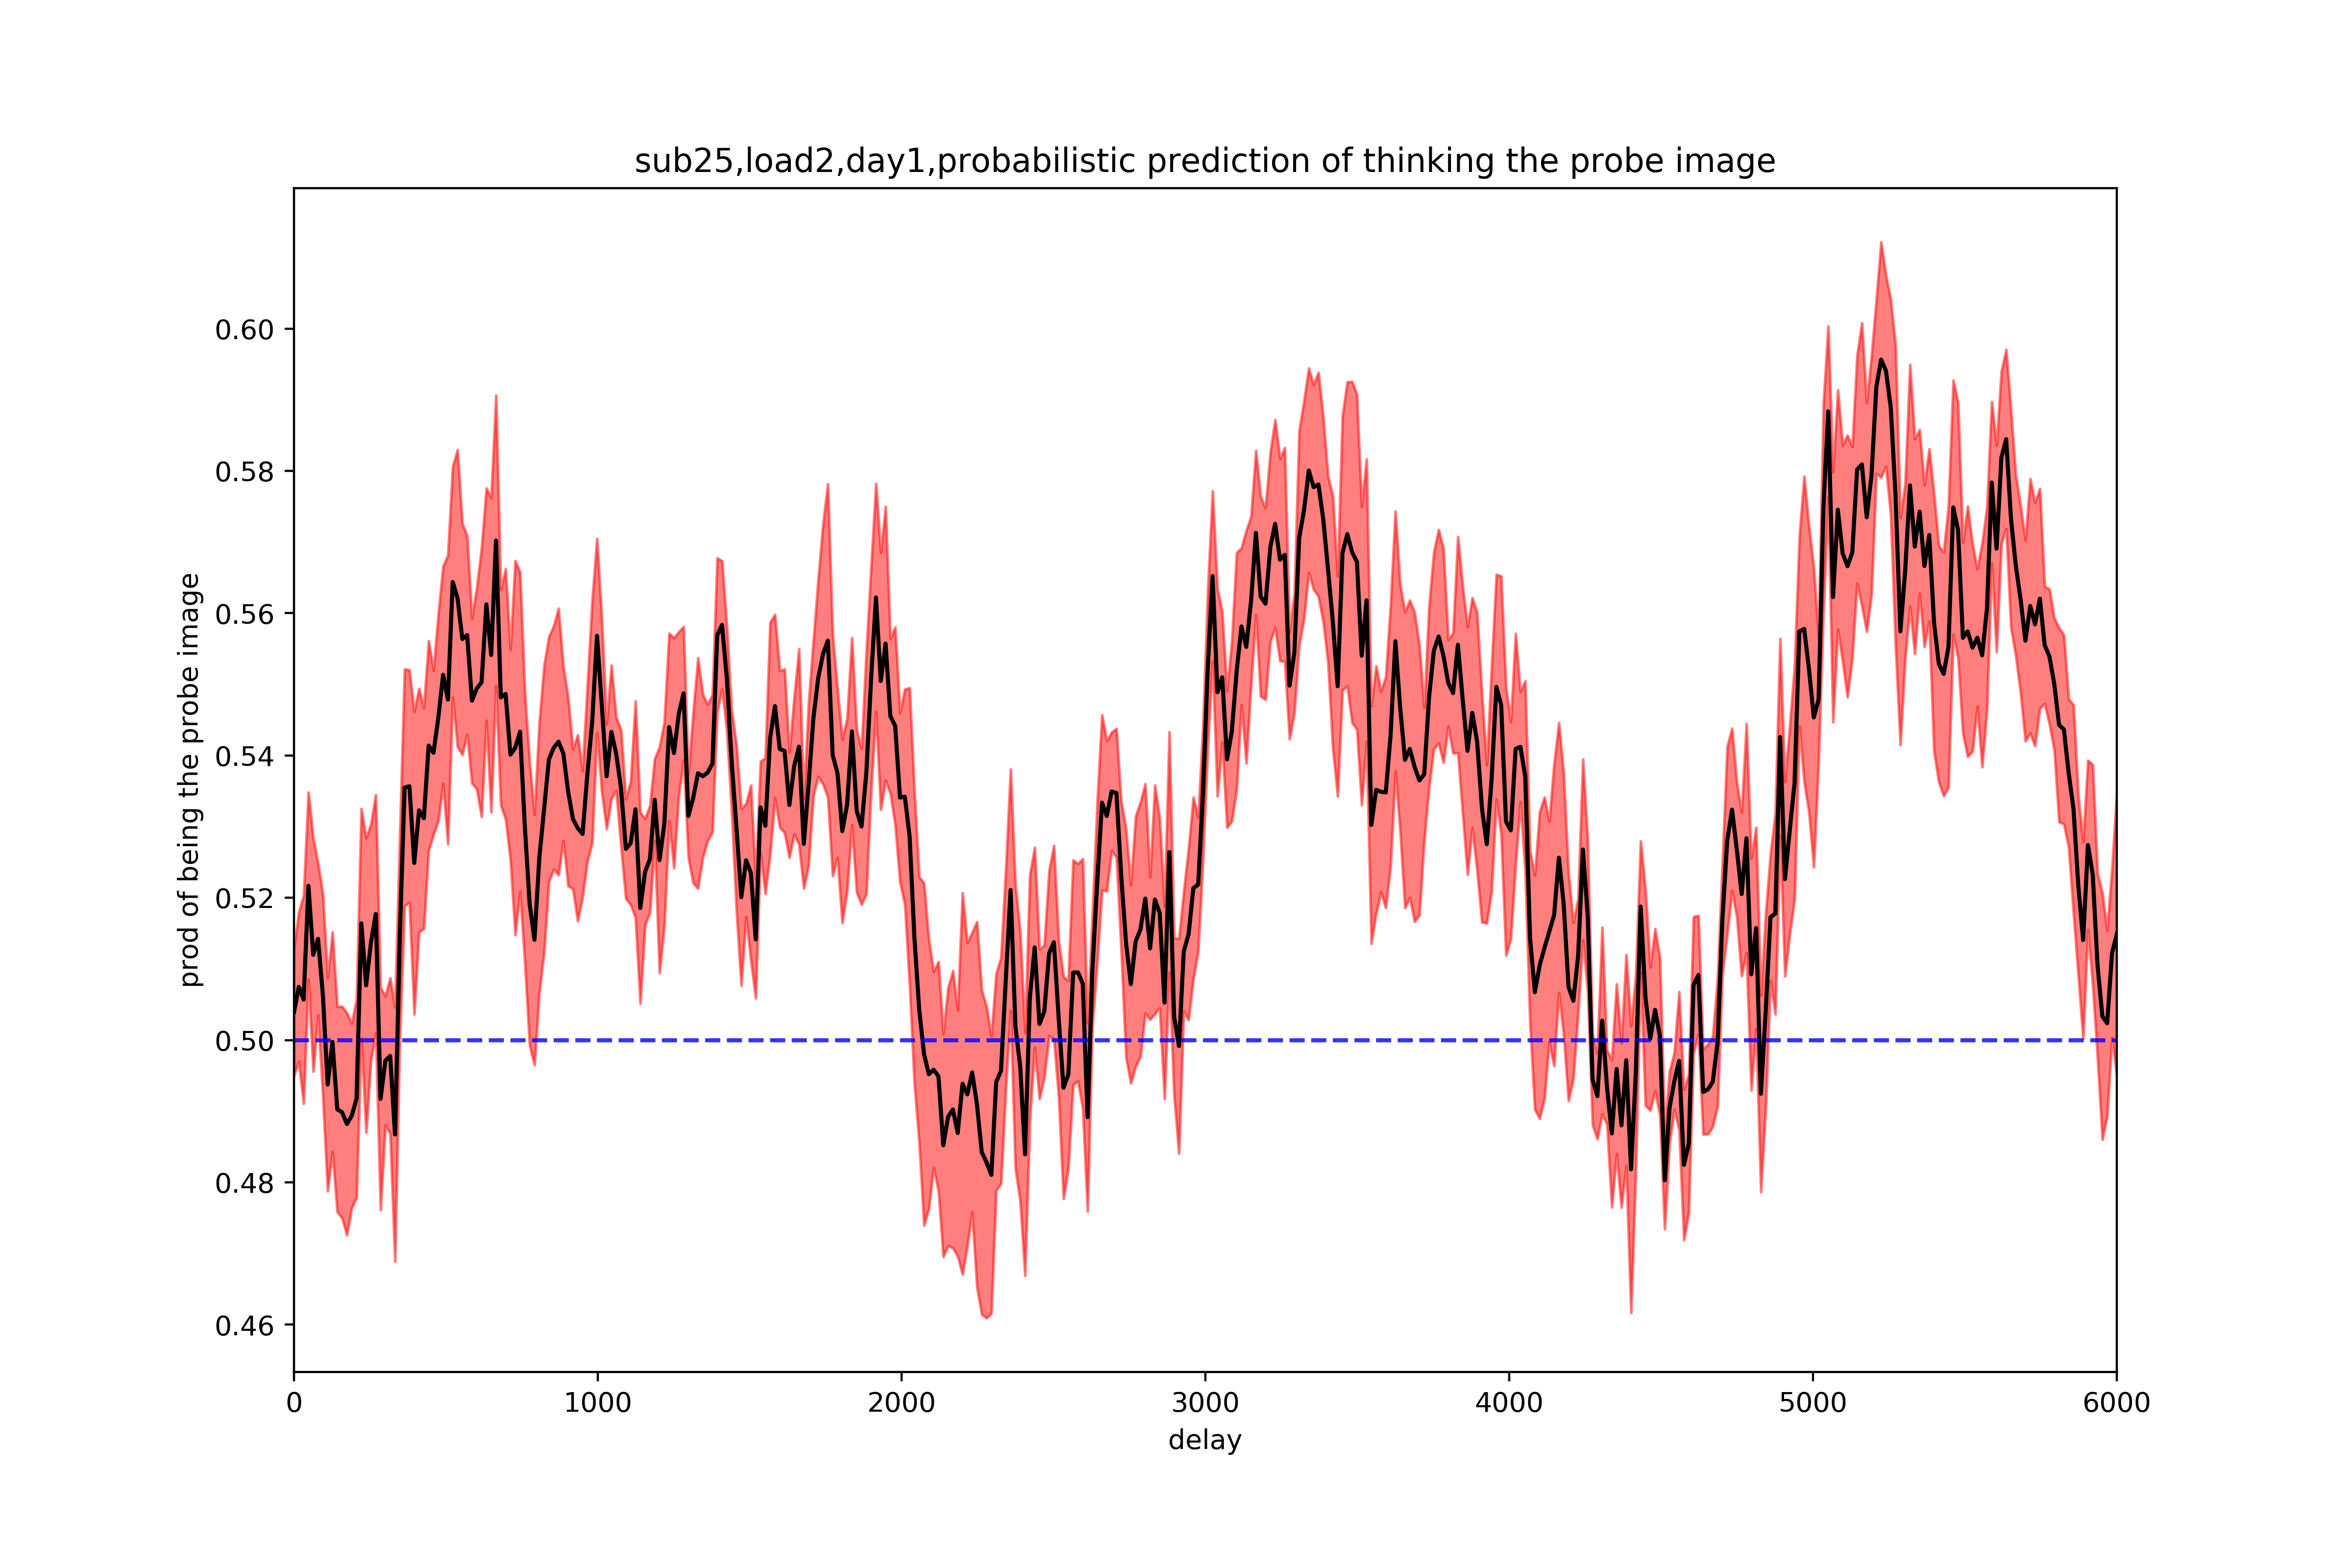 sub25,load2,day1,probabilistic prediction of thinking the probe image
prod of being the probe image
0.60
0.58
0.56
0.54
0.52
0.50
0.48
0.46
0 1000 2000 3000 4000 5000 6000
delay